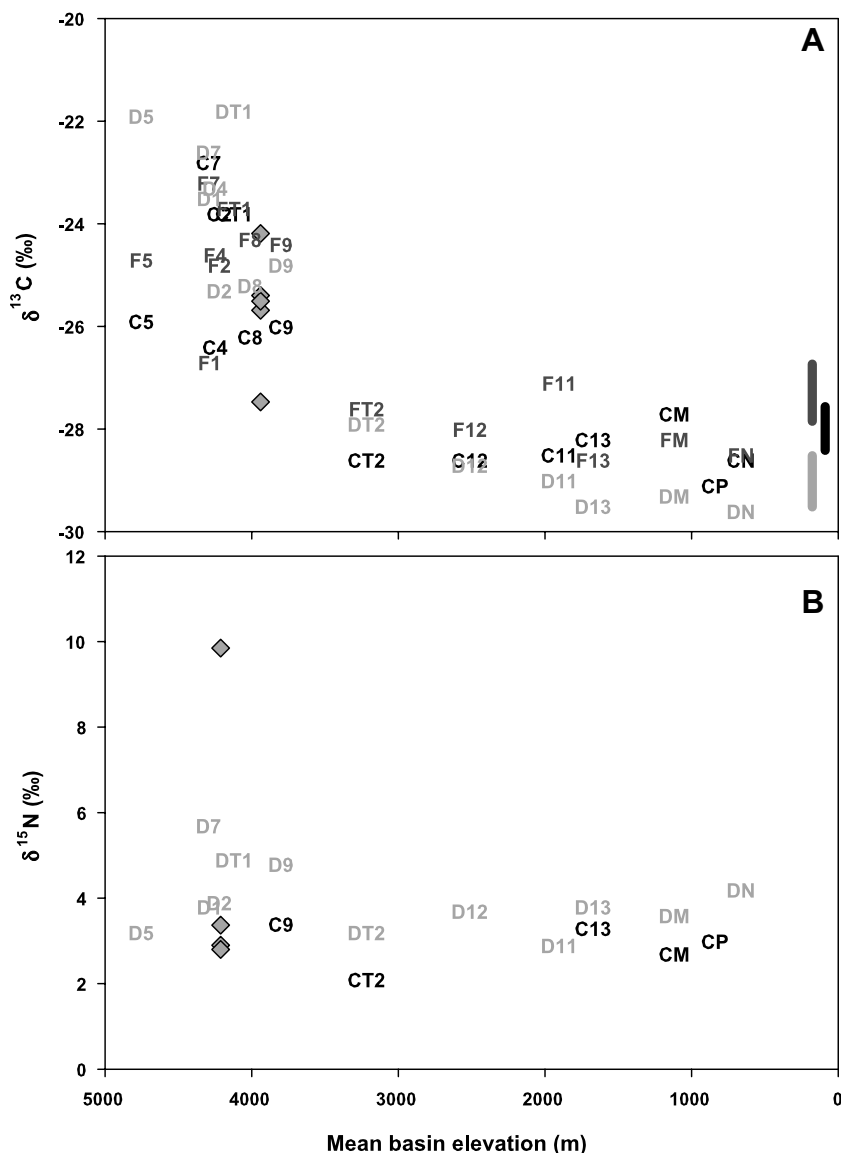 -20
A
D5
DT1
-22
D7
C7
F7
D4
D1
FT1
C2
CT1
-24
F8
F9
F4
F5
F2
D9
D8
D2
C5
C9
-26
C8
C4
F1
F11
FT2
CM
DT2
F12
-28
C13
FM
CT2
C12
C11
F13
FN
CN
D12
D11
CP
DM
D13
DN
-30
δ13C (‰)
12
B
10
8
6
D7
DT1
D9
D2
D1
DN
4
D12
D13
DM
C9
C13
D5
DT2
D11
CP
CM
CT2
2
0
δ15N (‰)
5000 4000 3000 2000 1000 0
Mean basin elevation (m)